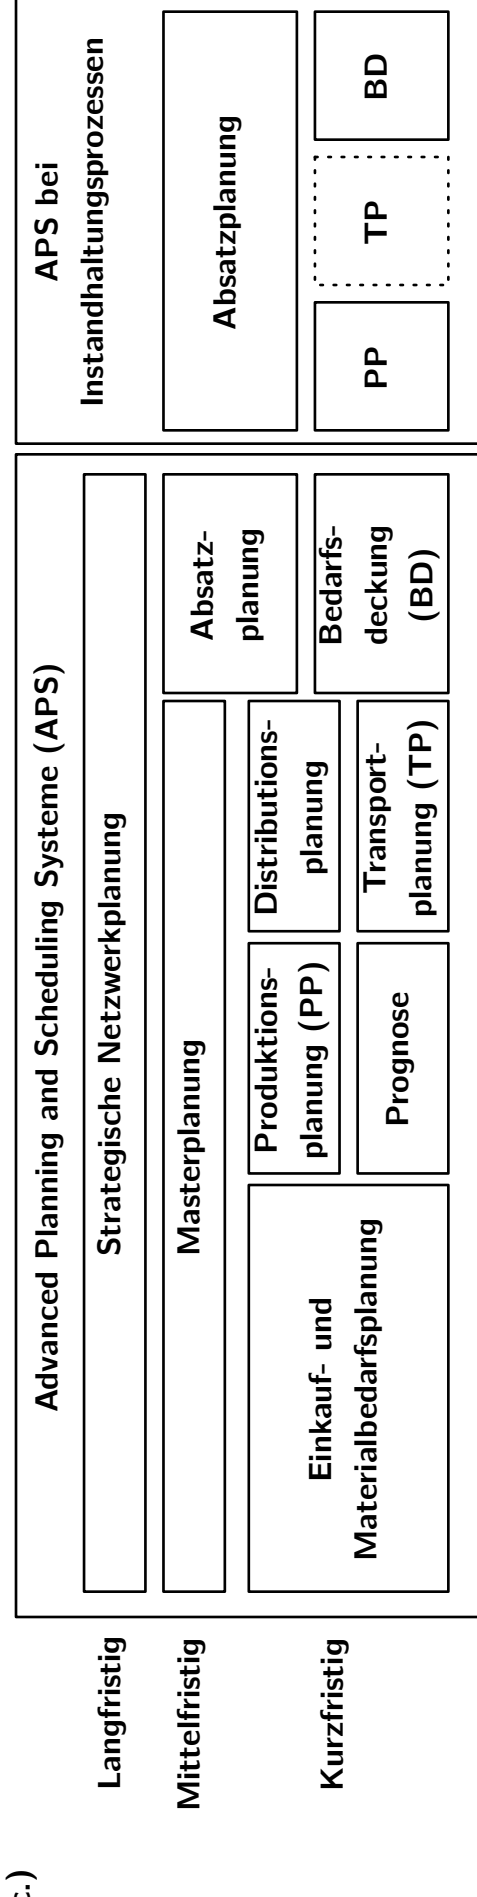 Advanced Planning and Scheduling Systeme (APS)
APS bei
Instandhaltungsprozessen
Langfristig
Strategische Netzwerkplanung
Mittelfristig
Masterplanung
Absatz-
planung
Absatzplanung
Kurzfristig
Einkauf- und
Materialbedarfsplanung
Produktions-
planung (PP)
Prognose
Distributions-
planung
Transport-
planung (TP)
Bedarfs-
deckung
(BD)
PP
TP
BD